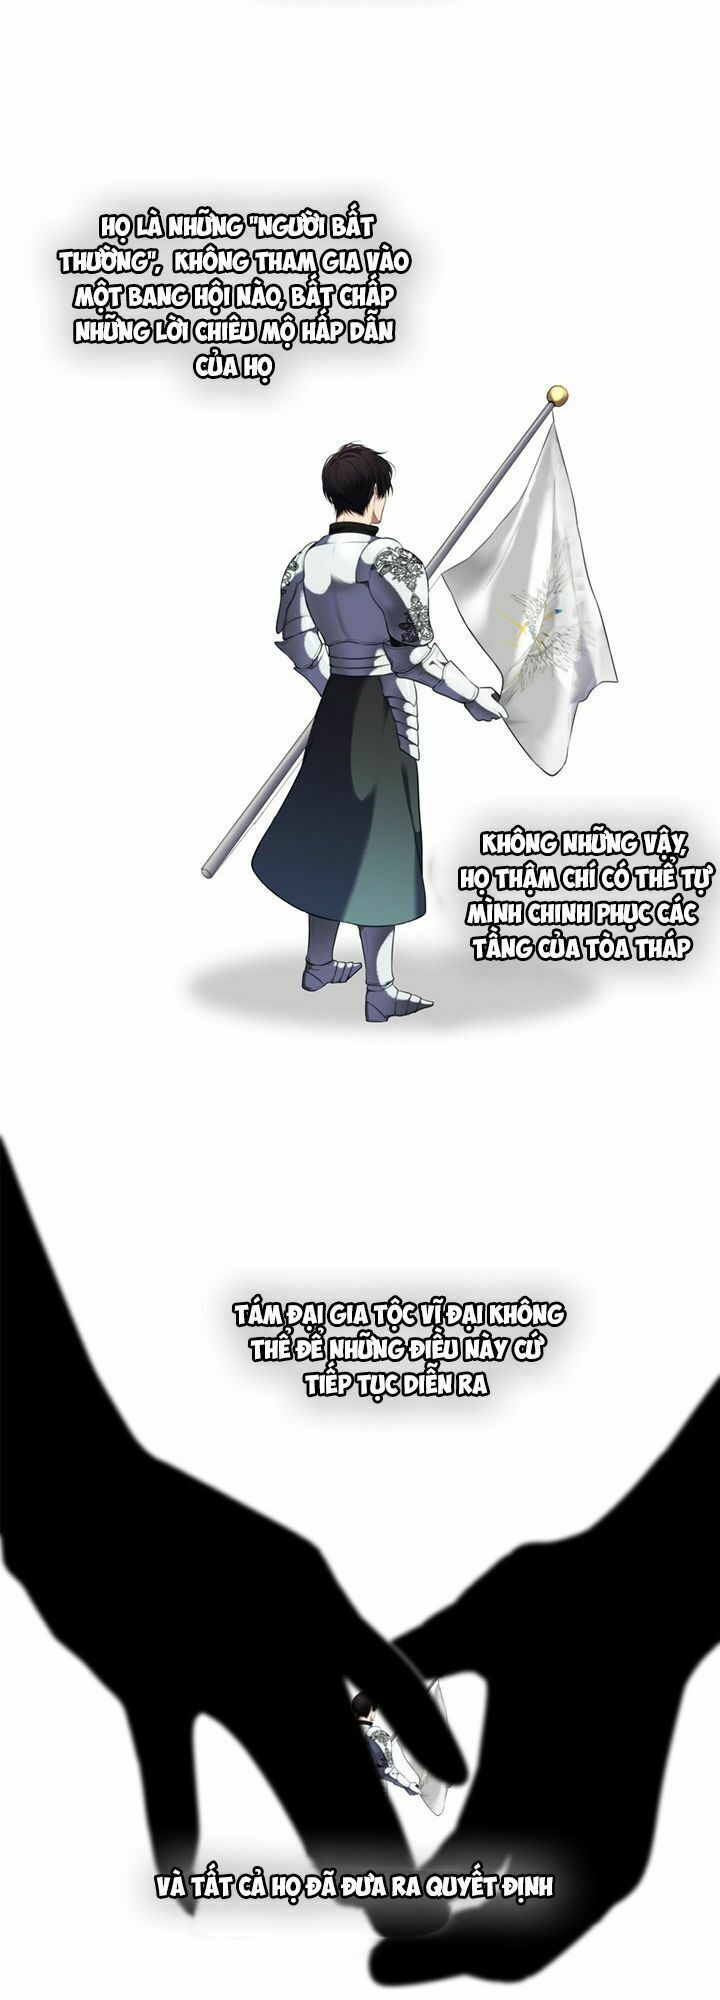 HỌ LÀ NHỮNG "NGƯỜI BẤT
THƯỜNG", KHÔNG THAM GIA VÀO
MỘT BANG HỘI NÀO, BẤT CHẤP
NHỮNG LỜI CHIÊU MỘ HẤP DẪN
CỦA HỌ
KHÔNG NHỮNG VẬY,
HỌ THẬM CHÍ CÓ THỂ TỰ
MÌNH CHINH PHỤC CÁC
TẦNG CỦA TÒA THÁP
TÁM ĐẠI GIA TỘC VĨ ĐẠI KHÔNG
THỂ ĐỂ NHỮNG ĐIỀU NÀY CỨ
TIẾP TỤC DIỄN RA
VÀ TẤT CẢ HỌ ĐÃ ĐƯA RA QUYẾT ĐỊNH